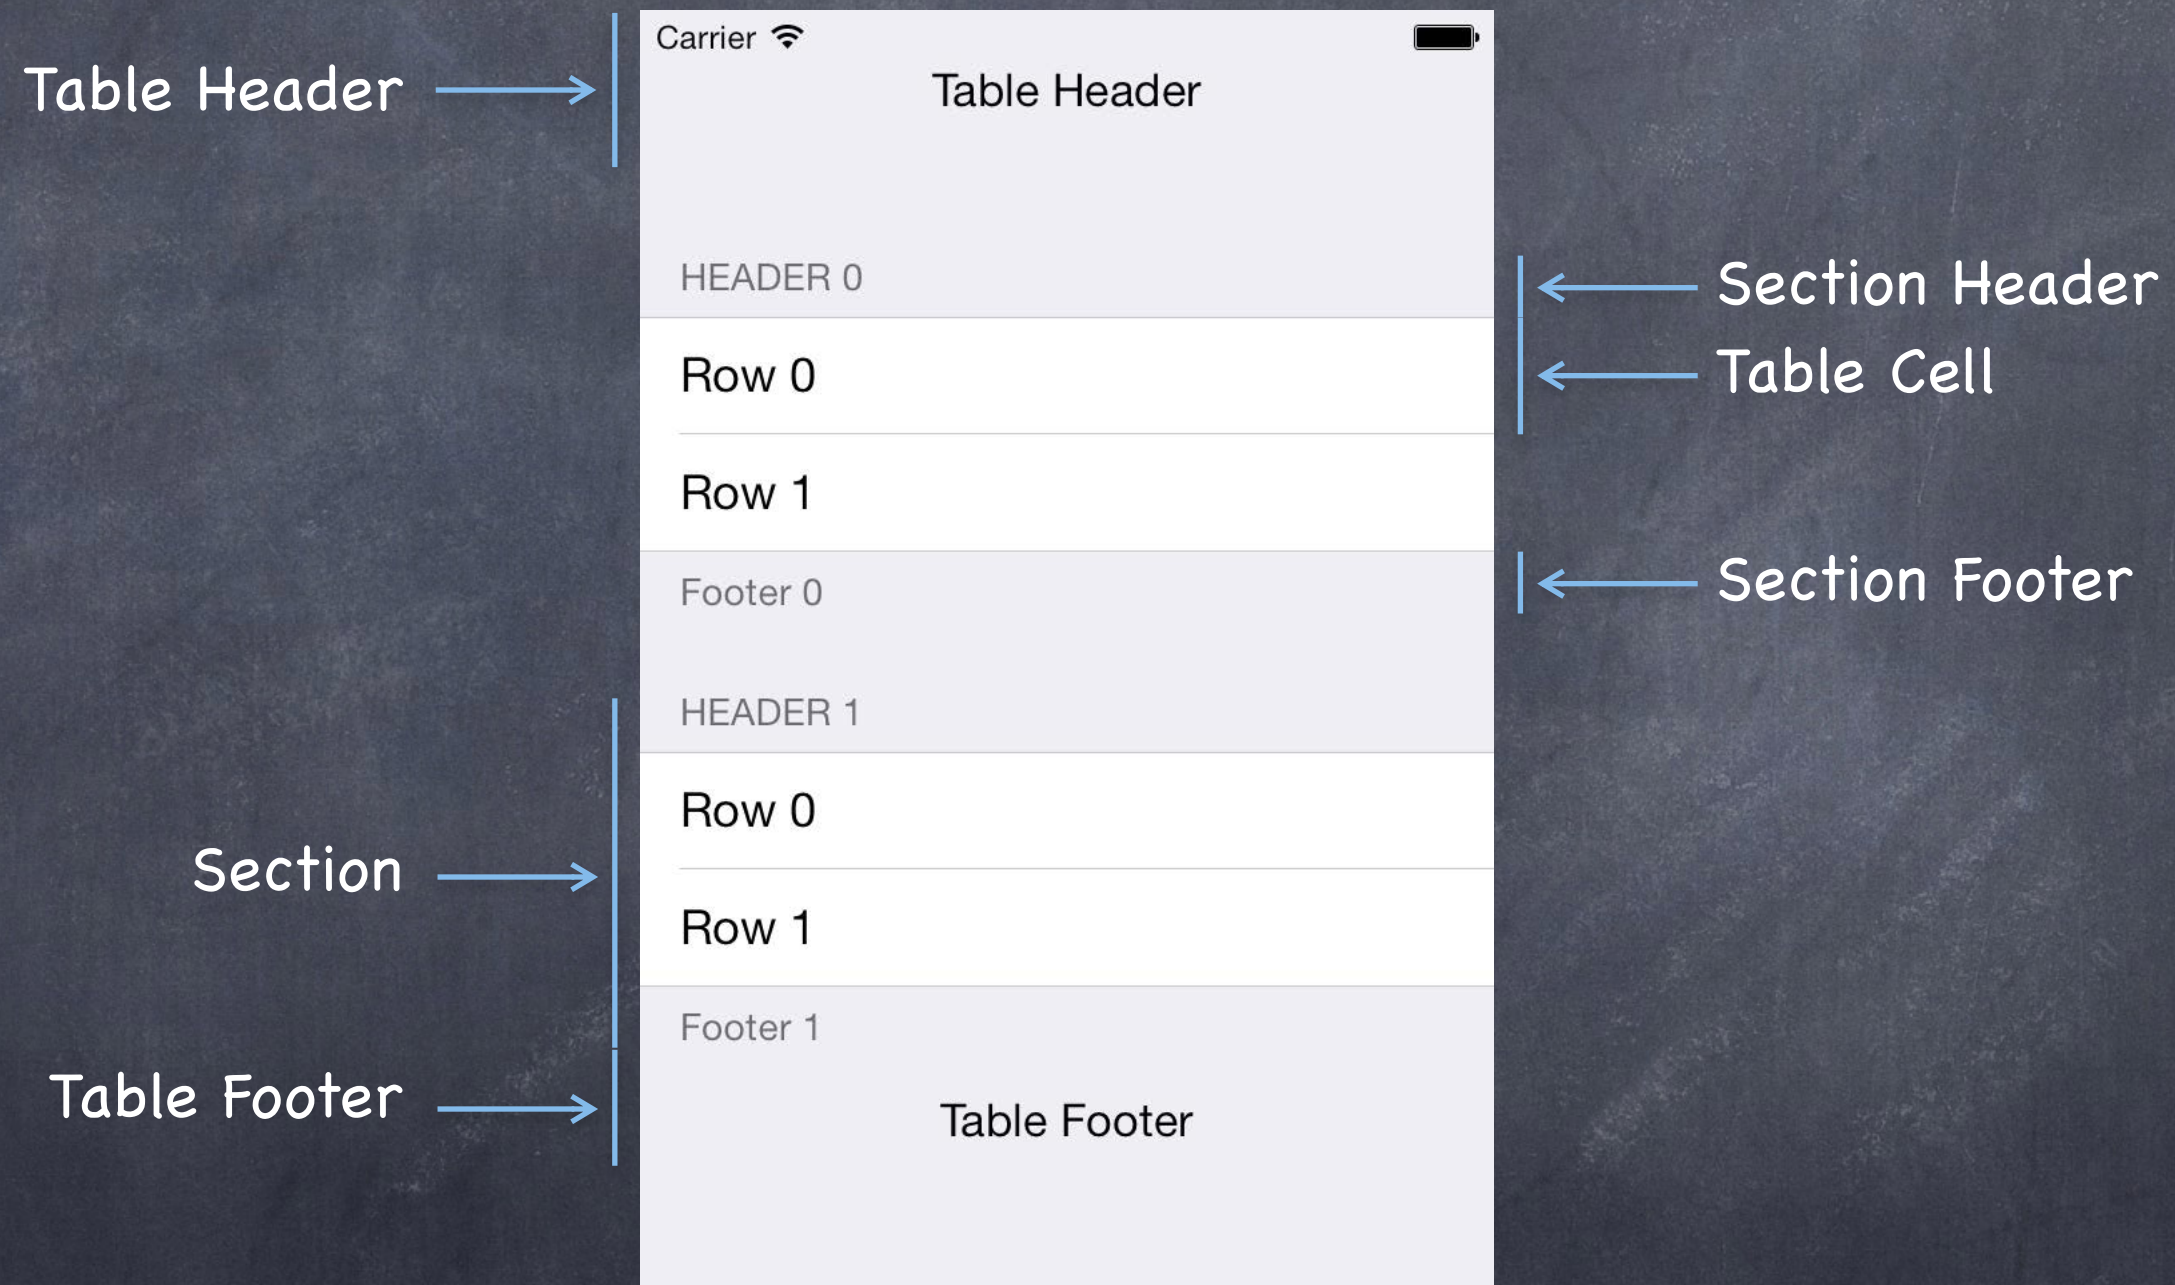 Carrier
Table Header
Table Header
HEADER 0
Section Header
Row 0
Table Cell
Row 1
Footer 0
Section Footer
HEADER 1
Row 0
Section
Row 1
Footer 1
Table Footer
Table Footer